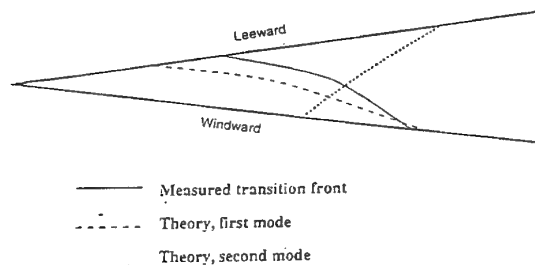 Leeward
Windward
Measured transition front
Theory, first mode
Theory, second mode